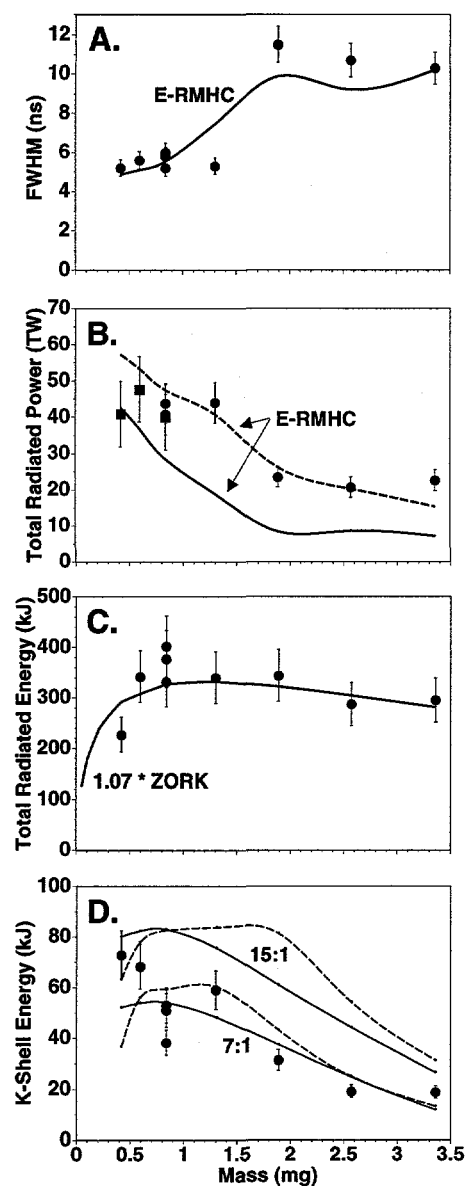 A.
FWHM (ns)
12
10
8
6
4
2
0
E-RMHC
B.
Total Radiated Power (TW)
70
60
50
40
30
20
10
0
E-RMHC
C.
Total Radiated Energy (kJ)
500
400
300
200
100
0
1.07 * ZORK
D.
K-Shell Energy (kJ)
100
80
60
40
20
0
15:1
7:1
0 0.5 1 1.5 2 2.5 3 3.5
Mass (mg)